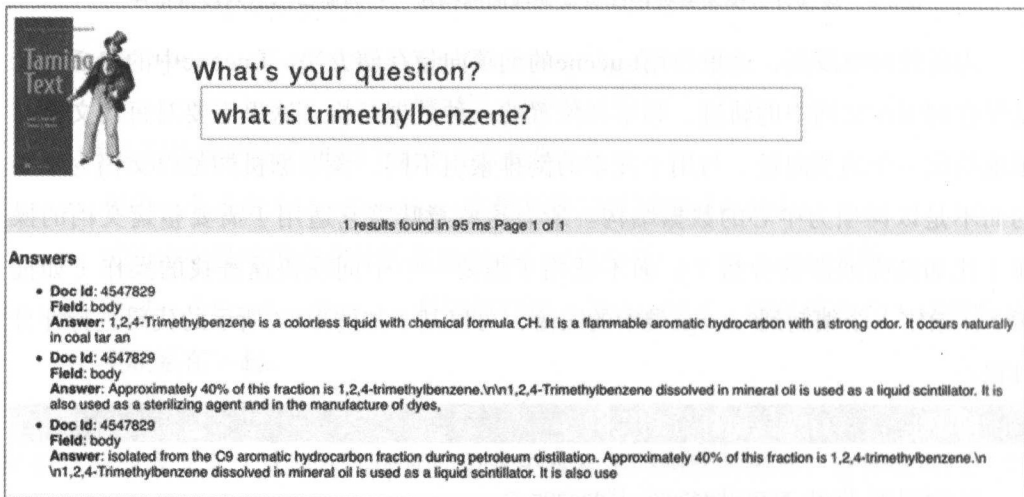 Taming
Text
What's your question?
what is trimethylbenzene?
1 results found in 95 ms Page 1 of 1
Answers
• Doc Id: 4547829
Field: body
Answer: 1,2,4-Trimethylbenzene is a colorless liquid with chemical formula CH. It is a flammable aromatic hydrocarbon with a strong odor. It occurs naturally
in coal tar an
• Doc Id: 4547829
Field: body
Answer: Approximately 40% of this fraction is 1,2,4-trimethylbenzene.\n\n1,2,4-Trimethylbenzene dissolved in mineral oil is used as a liquid scintillator. It is
also used as a sterilizing agent and in the manufacture of dyes.
• Doc Id: 4547829
Field: body
Answer: isolated from the C9 aromatic hydrocarbon fraction during petroleum distillation. Approximately 40% of this fraction is 1,2,4-trimethylbenzene.\n
\n1,2,4-Trimethylbenzene dissolved in mineral oil is used as a liquid scintillator. It is also use